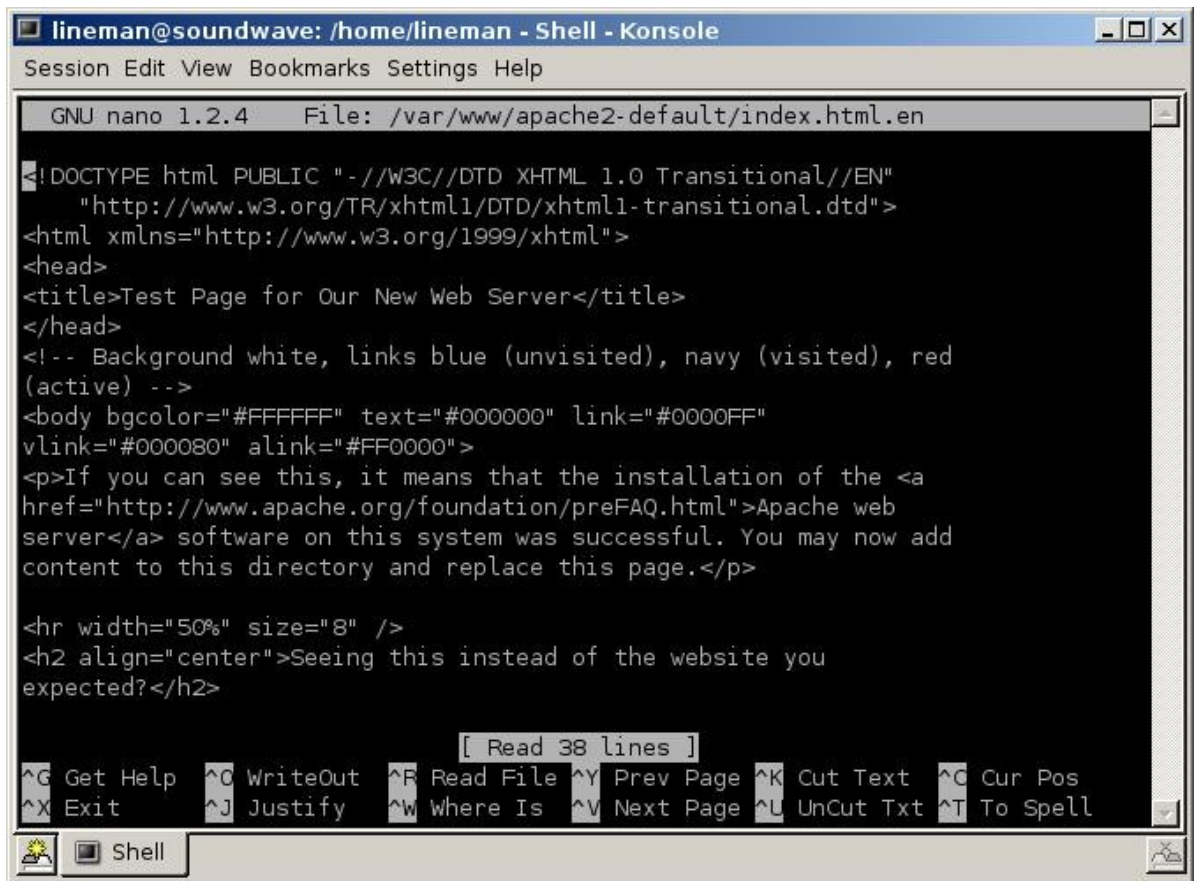 lineman@soundwave: /home/lineman - Shell - Konsole
Session Edit View Bookmarks Settings Help
GNU nano 1.2.4 File: /var/www/apache2-default/index.html.en
<!DOCTYPE html PUBLIC "-//W3C//DTD XHTML 1.0 Transitional//EN"
"http://www.w3.org/TR/xhtml1/DTD/xhtml1-transitional.dtd">
<html xmlns="http://www.w3.org/1999/xhtml">
<head>
<title>Test Page for Our New Web Server</title>
</head>
<!-- Background white, links blue (unvisited), navy (visited), red
(active) -->
<body bgcolor="#FFFFFF" text="#000000" link="#0000FF"
vlink="#000080" alink="#FF0000">
<p>If you can see this, it means that the installation of the <a
href="http://www.apache.org/foundation/preFAQ.html">Apache web
server</a> software on this system was successful. You may now add
content to this directory and replace this page.</p>
<hr width="50%" size="8" />
<h2 align="center">Seeing this instead of the website you
expected?</h2>
[ Read 38 lines ]
^G Get Help ^O WriteOut ^R Read File ^Y Prev Page ^K Cut Text ^C Cur Pos
^X Exit ^J Justify ^W Where Is ^V Next Page ^U UnCut Txt ^T To Spell
Shell